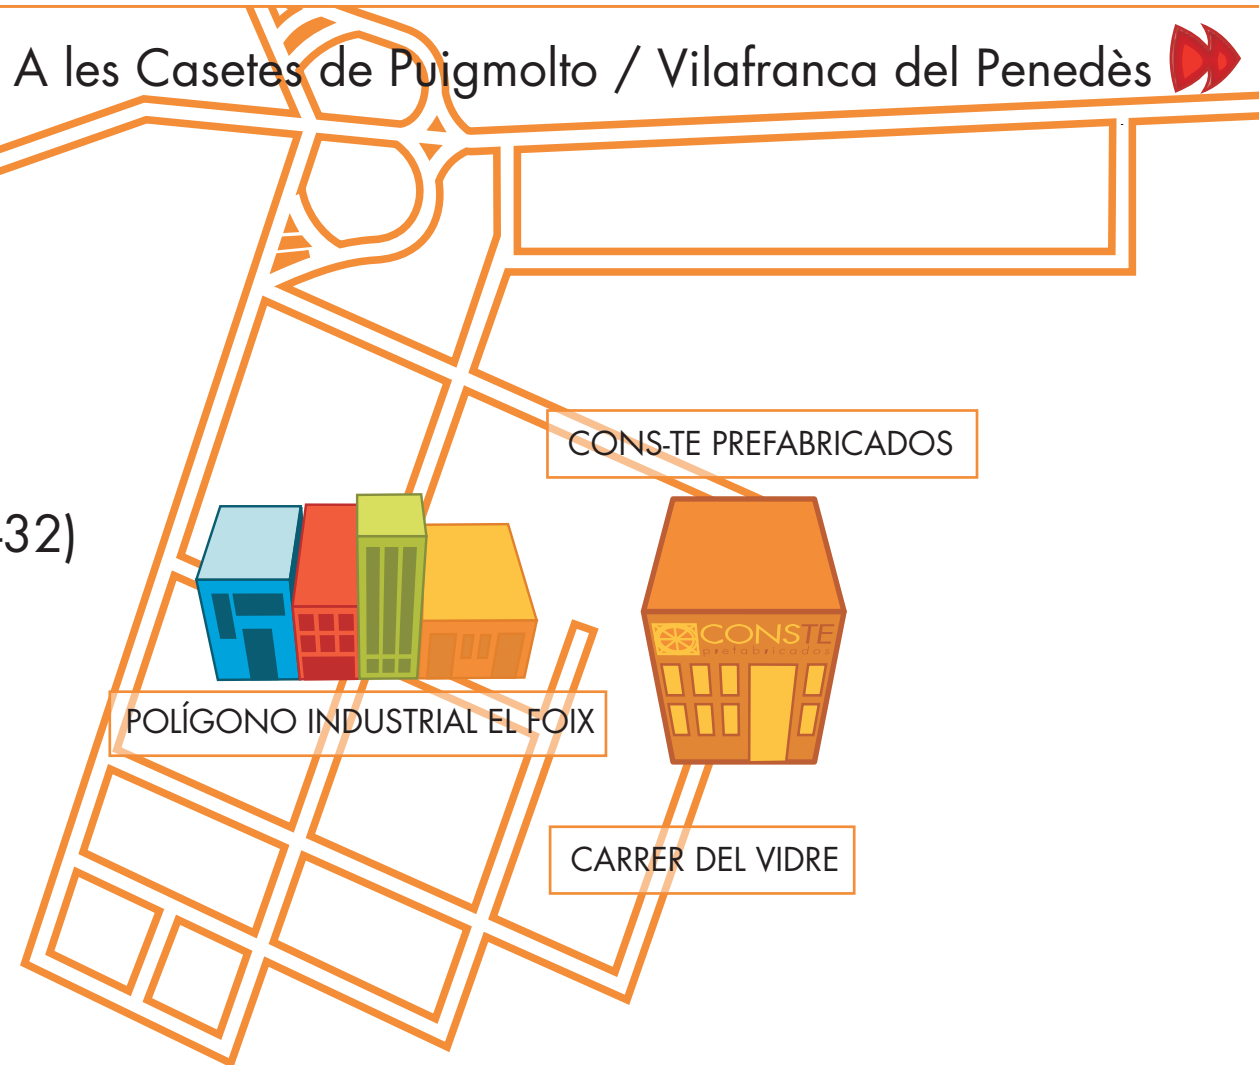 A les Casetes de Puigmolto / Vilafranca del Penedès
CONS-TE PREFABRICADOS
32)
CONSTE
prefabricados
POLÍGONO INDUSTRIAL EL FOIX
CARRER DEL VIDRE